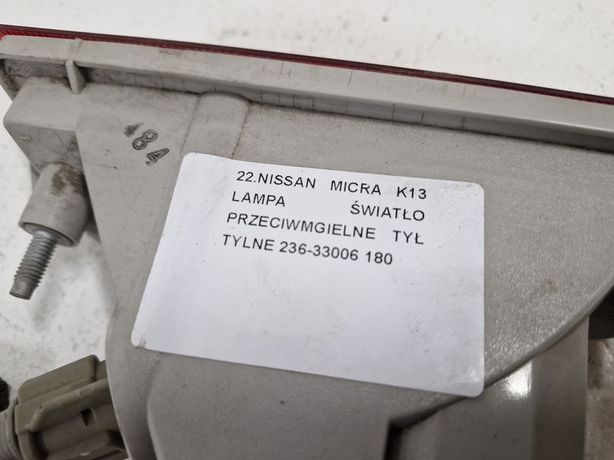 22.NISSAN MICRA K13
LAMPA ŚWIATŁO
PRZECIWMGIELNE TYŁ
TYLNE 236-33006 180